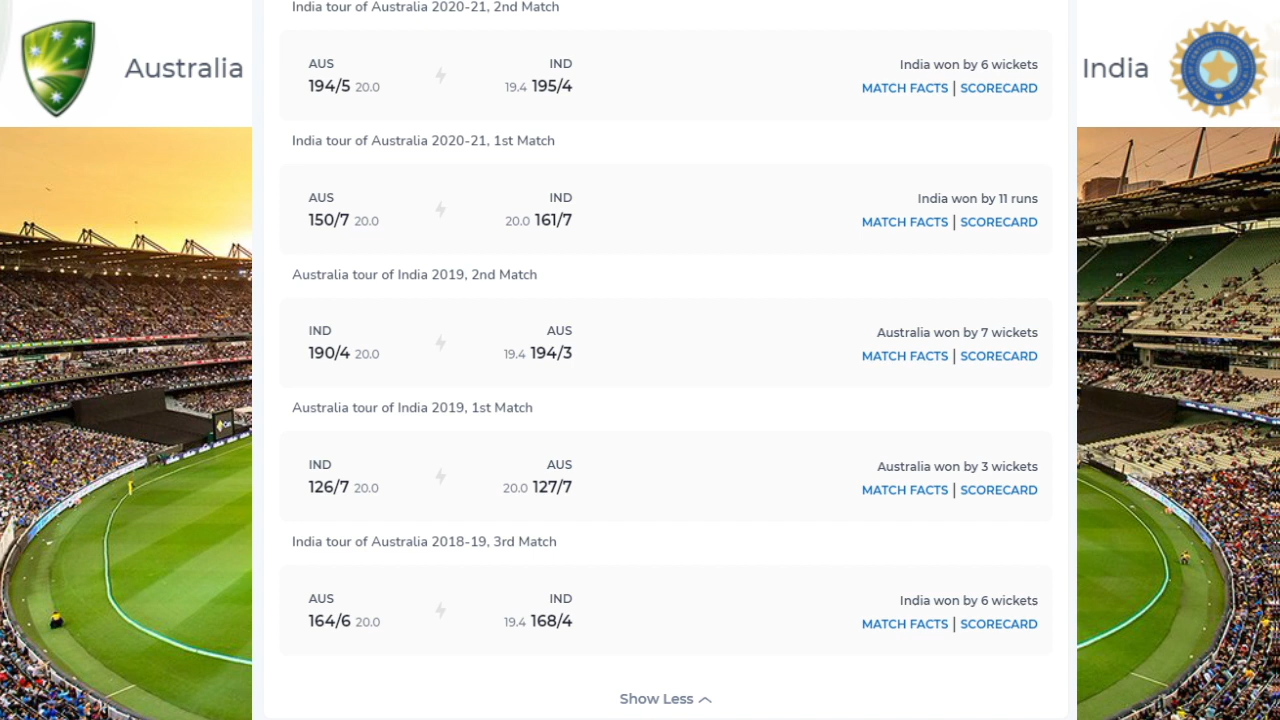 Australia
India
India tour of Australia 2020-21, 2nd Match
AUS IND India won by 6 wickets
194/5 20.0 19.4 195/4 MATCH FACTS | SCORECARD
India tour of Australia 2020-21, 1st Match
AUS IND India won by 11 runs
150/7 20.0 20.0 161/7 MATCH FACTS | SCORECARD
Australia tour of India 2019, 2nd Match
IND AUS Australia won by 7 wickets
190/4 20.0 19.4 194/3 MATCH FACTS | SCORECARD
Australia tour of India 2019, 1st Match
IND AUS Australia won by 3 wickets
126/7 20.0 20.0 127/7 MATCH FACTS | SCORECARD
India tour of Australia 2018-19, 3rd Match
AUS IND India won by 6 wickets
164/6 20.0 19.4 168/4 MATCH FACTS | SCORECARD
Show Less